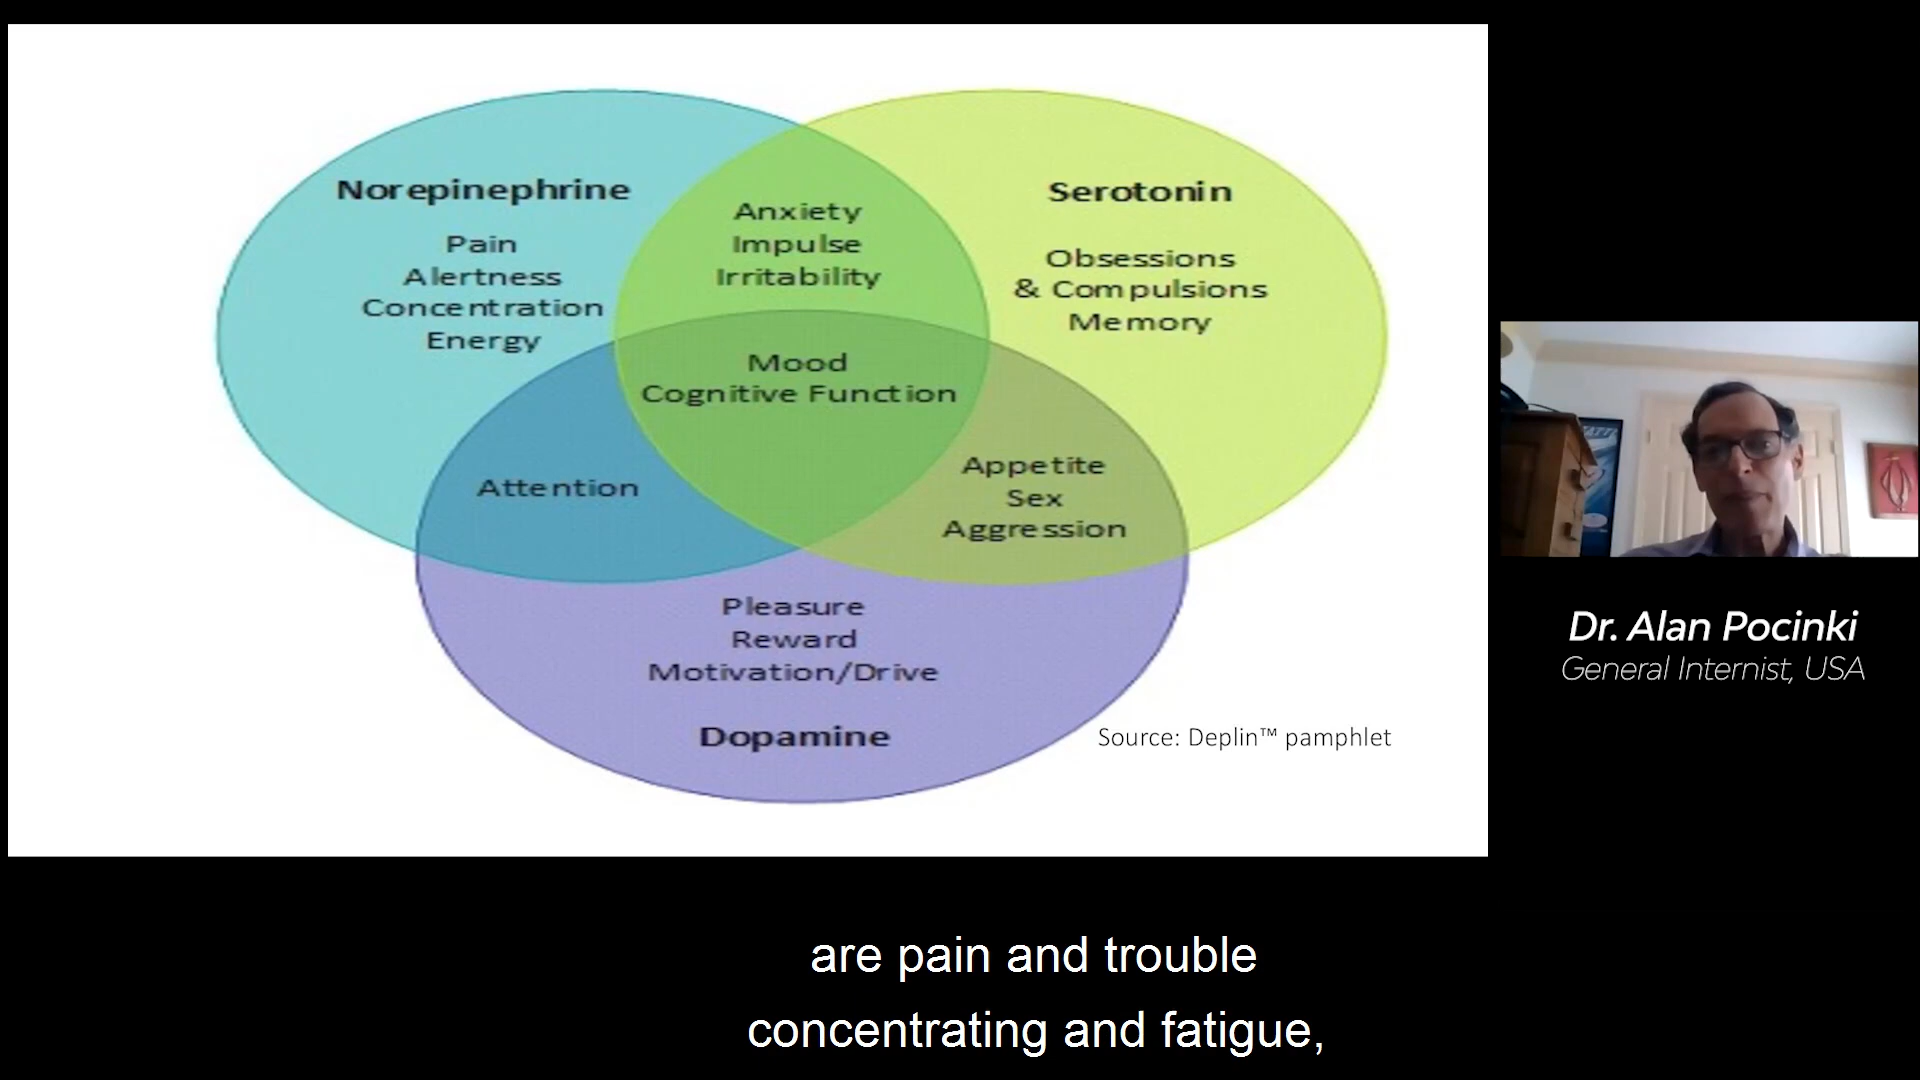 Norepinephrine
Pain
Alertness
Concentration
Energy
Anxiety
Impulse
Irritability
Serotonin
Obsessions
& Compulsions
Memory
Mood
Cognitive Function
Attention
Appetite
Sex
Aggression
Pleasure
Reward
Motivation/Drive
Dopamine
Source: Deplin™ pamphlet
Dr. Alan Pocinki
General Internist, USA
are pain and trouble
concentrating and fatigue,